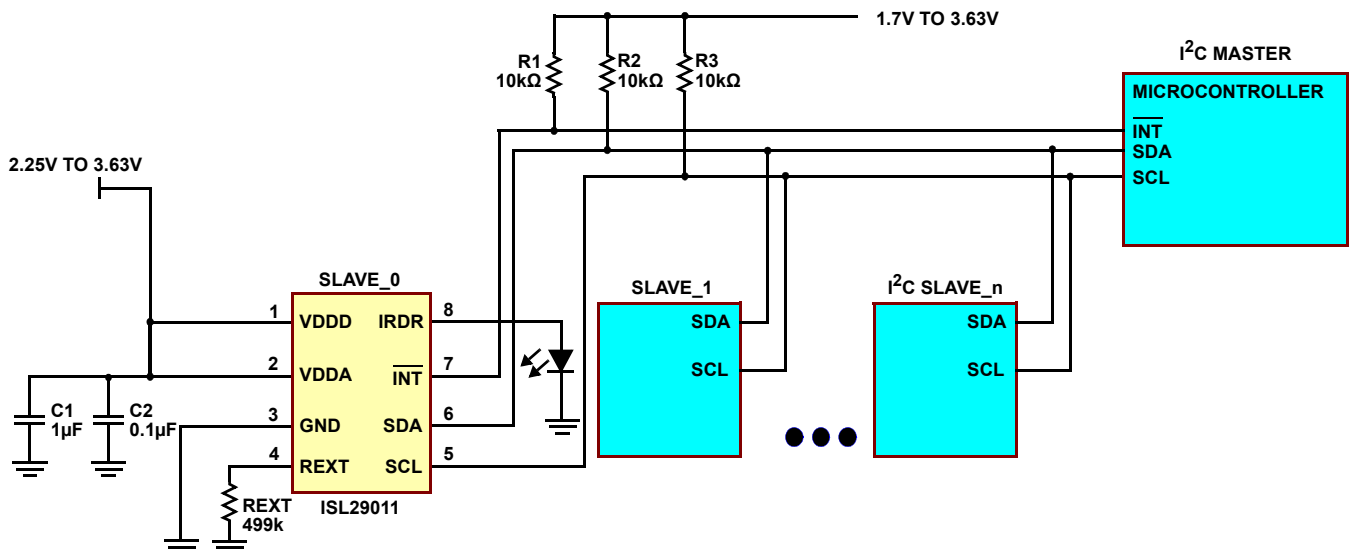 1.7V TO 3.63V
R1
10kΩ
R2
10kΩ
R3
10kΩ
I²C MASTER
MICROCONTROLLER
INT
SDA
SCL
2.25V TO 3.63V
SLAVE_0
1
VDDD
IRDR
8
2
VDDA
INT
7
3
GND
SDA
6
4
REXT
SCL
5
ISL29011
C1
1µF
C2
0.1µF
REXT
499k
SLAVE_1
SDA
SCL
I²C SLAVE_n
SDA
SCL